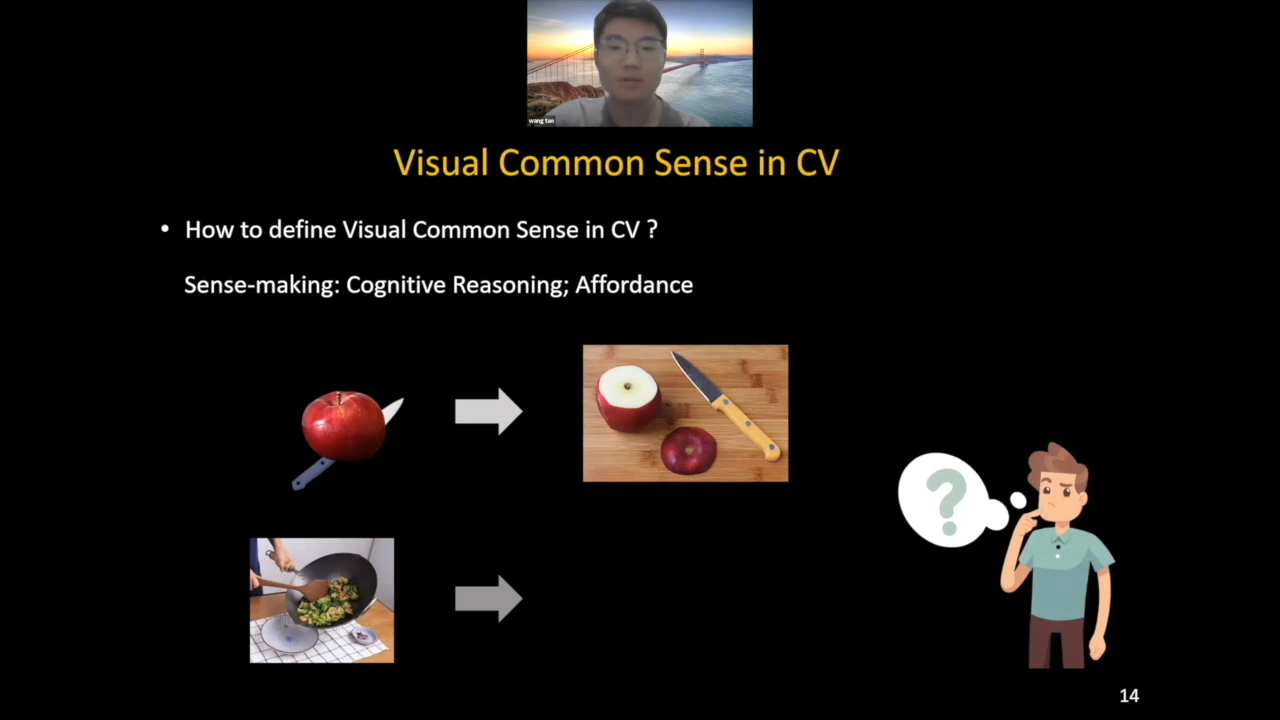 wang tan
Visual Common Sense in CV
• How to define Visual Common Sense in CV ?
Sense-making: Cognitive Reasoning; Affordance
?
14